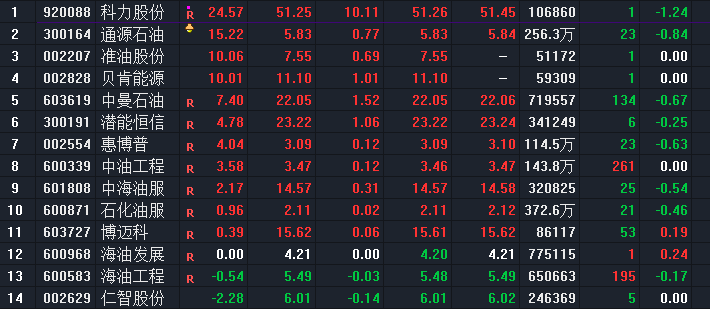 1 920088 科力股份 R 24.57 51.25 10.11 51.26 51.45 106860 1 -1.24
2 300164 通源石油 15.22 5.83 0.77 5.83 5.84 256.3万 23 -0.84
3 002207 准油股份 10.06 7.55 0.69 7.55 – 51172 1 0.00
4 002828 贝肯能源 10.01 11.10 1.01 11.10 – 59309 1 0.00
5 603619 中曼石油 R 7.40 22.05 1.52 22.05 22.06 719557 134 -0.67
6 300191 潜能恒信 R 4.78 23.22 1.06 23.22 23.24 341249 6 -0.25
7 002554 惠博普 R 4.04 3.09 0.12 3.09 3.10 114.5万 23 -0.63
8 600339 中油工程 R 3.58 3.47 0.12 3.46 3.47 143.8万 261 0.00
9 601808 中海油服 R 2.17 14.57 0.31 14.57 14.58 320825 25 -0.54
10 600871 石化油服 R 0.96 2.11 0.02 2.11 2.12 372.6万 21 -0.46
11 603727 博迈科 R 0.39 15.62 0.06 15.61 15.62 86117 53 0.19
12 600968 海油发展 R 0.00 4.21 0.00 4.20 4.21 775115 1 0.24
13 600583 海油工程 R -0.54 5.49 -0.03 5.48 5.49 650663 195 -0.17
14 002629 仁智股份 -2.28 6.01 -0.14 6.01 6.02 246369 5 0.00